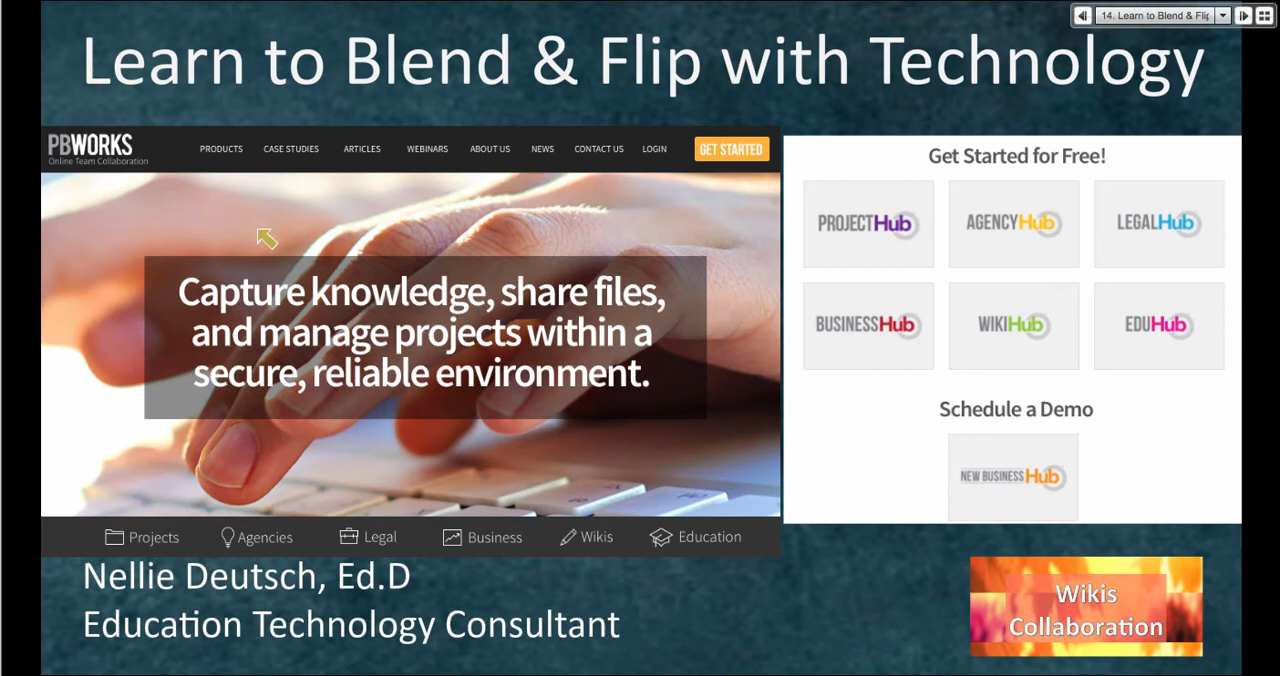 14. Learn to Blend & Flip
Learn to Blend & Flip with Technology
PBWORKS
Online Team Collaboration
PRODUCTS CASE STUDIES ARTICLES WEBINARS ABOUT US NEWS CONTACT US LOGIN GET STARTED
Capture knowledge, share files,
and manage projects within a
secure, reliable environment.
Projects Agencies Legal Business Wikis Education
Get Started for Free!
PROJECTHub AGENCYHub LEGALHub
BUSINESSHub WIKIHub EDUHub
Schedule a Demo
NEW BUSINESS Hub
Nellie Deutsch, Ed.D
Education Technology Consultant
Wikis
Collaboration